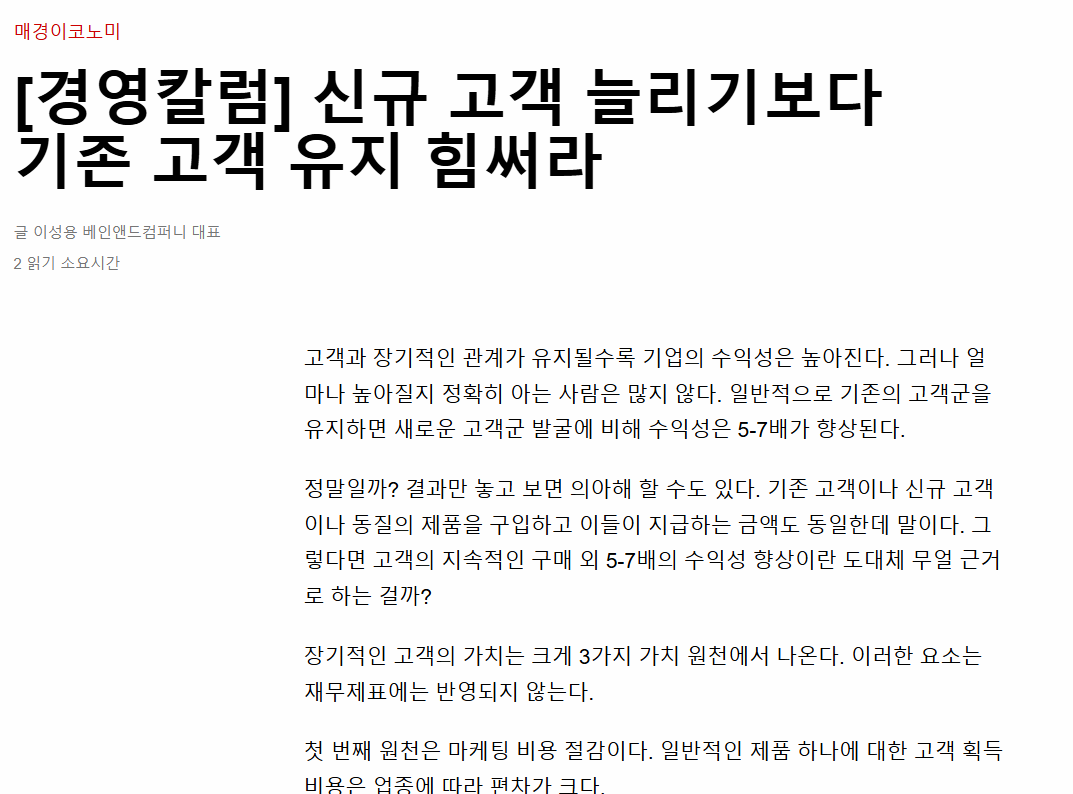 매경이코노미
[경영칼럼] 신규 고객 늘리기보다
기존 고객 유지 힘써라
글 이성용 베인앤드컴퍼니 대표
2 읽기 소요시간
고객과 장기적인 관계가 유지될수록 기업의 수익성은 높아진다. 그러나 얼
마나 높아질지 정확히 아는 사람은 많지 않다. 일반적으로 기존의 고객군을
유지하면 새로운 고객군 발굴에 비해 수익성은 5-7배가 향상된다.
정말일까? 결과만 놓고 보면 의아해 할 수도 있다. 기존 고객이나 신규 고객
이나 동질의 제품을 구입하고 이들이 지급하는 금액도 동일한데 말이다. 그
렇다면 고객의 지속적인 구매 외 5-7배의 수익성 향상이란 도대체 무얼 근거
로 하는 걸까?
장기적인 고객의 가치는 크게 3가지 가치 원천에서 나온다. 이러한 요소는
재무제표에는 반영되지 않는다.
첫 번째 원천은 마케팅 비용 절감이다. 일반적인 제품 하나에 대한 고객 획득
비용은 업종에 따라 편차가 크다.